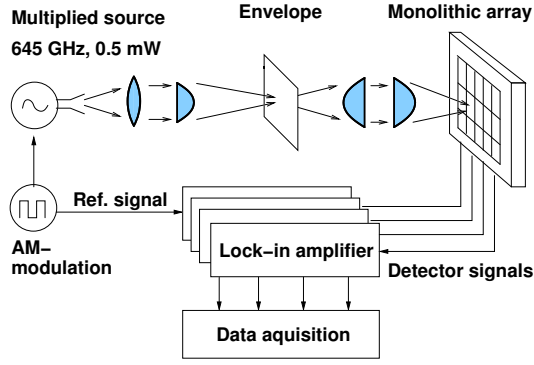 Multiplied source
645 GHz, 0.5 mW
Envelope
Monolithic array
Ref. signal
AM−
modulation
Lock−in amplifier
Detector signals
Data aquisition